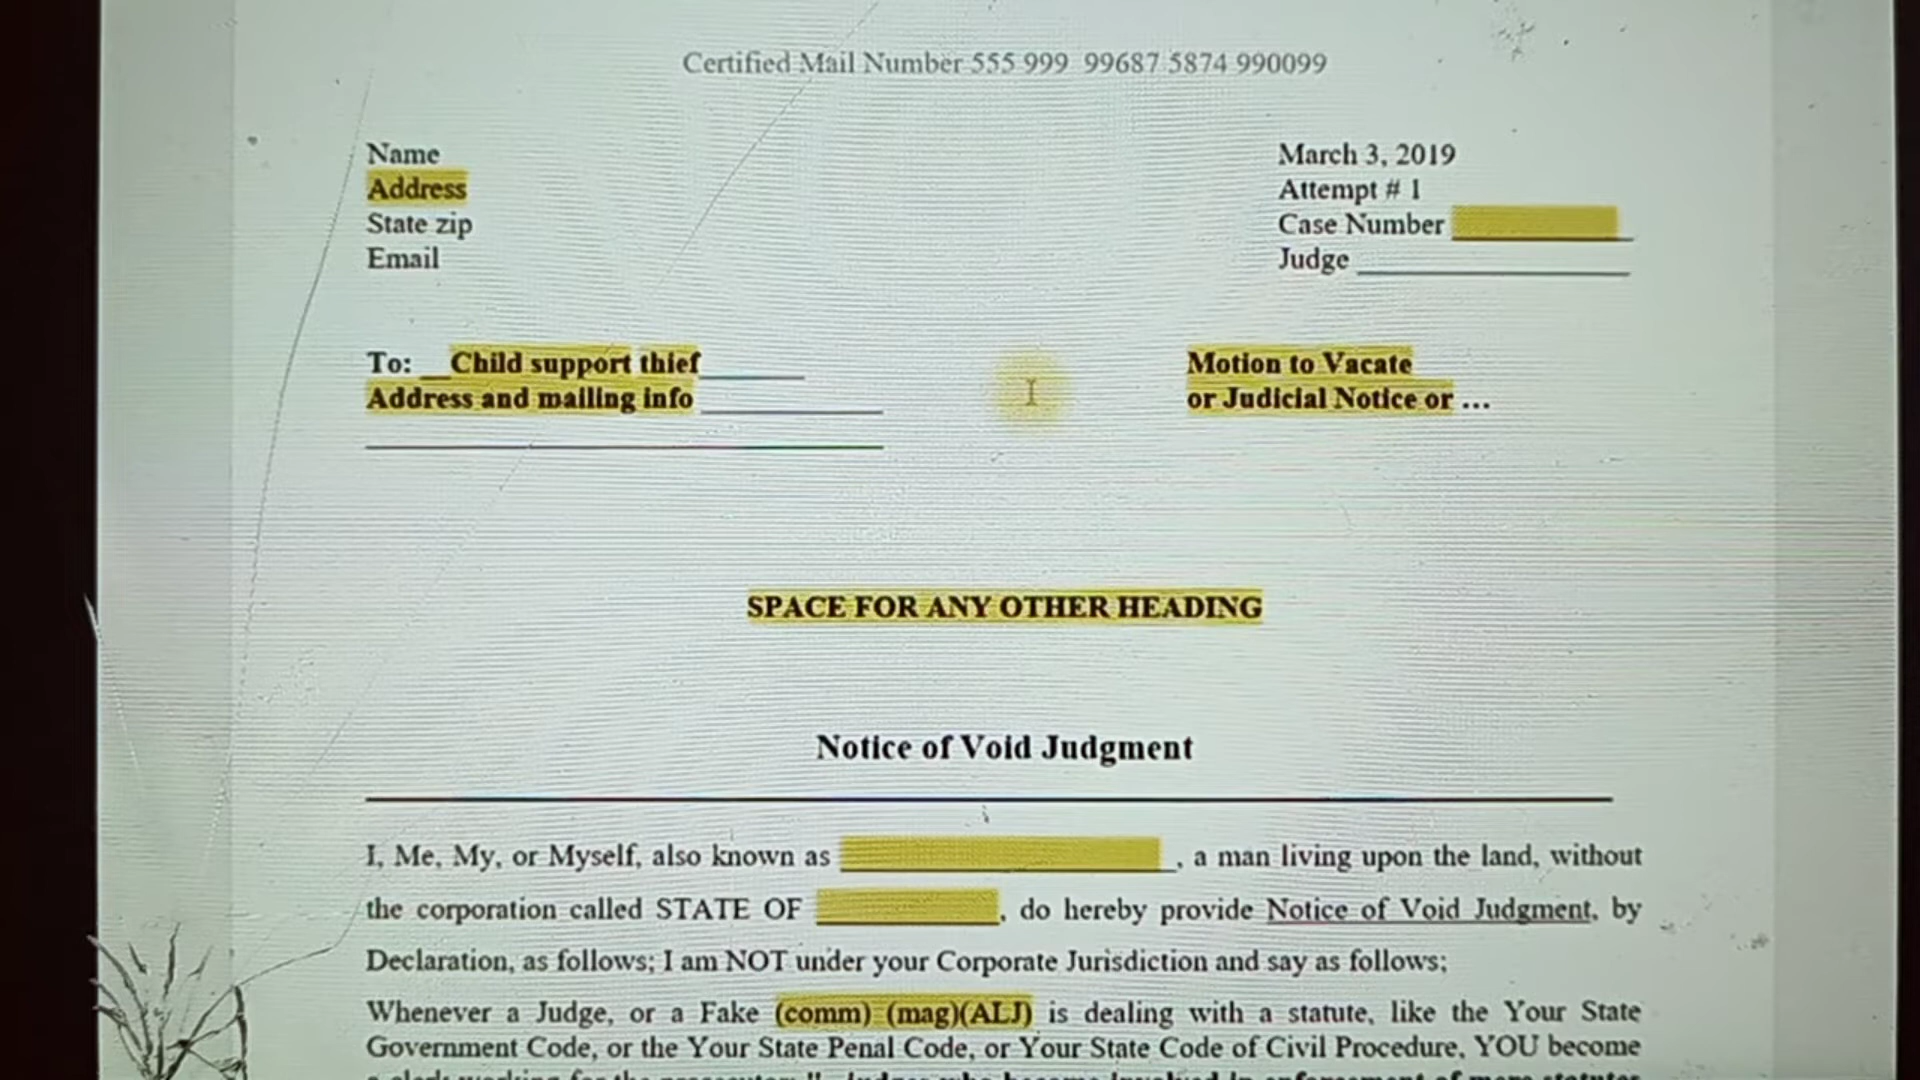 Certified Mail Number 555 999 99687 5874 990099
Name
Address
State zip
Email
March 3, 2019
Attempt # 1
Case Number
Judge
To: Child support thief
Address and mailing info
Motion to Vacate
or Judicial Notice or ...
SPACE FOR ANY OTHER HEADING
Notice of Void Judgment
I, Me, My, or Myself, also known as , a man living upon the land, without
the corporation called STATE OF , do hereby provide Notice of Void Judgment, by
Declaration, as follows; I am NOT under your Corporate Jurisdiction and say as follows;
Whenever a Judge, or a Fake (comm) (mag)(ALJ) is dealing with a statute, like the Your State
Government Code, or the Your State Penal Code, or Your State Code of Civil Procedure, YOU become